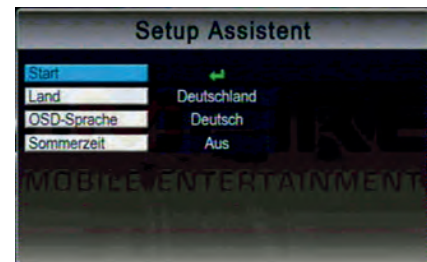 Setup Assistent
Start
Land Deutschland
OSD-Sprache Deutsch
Sommerzeit Aus
MOBILE ENTERTAINMENT